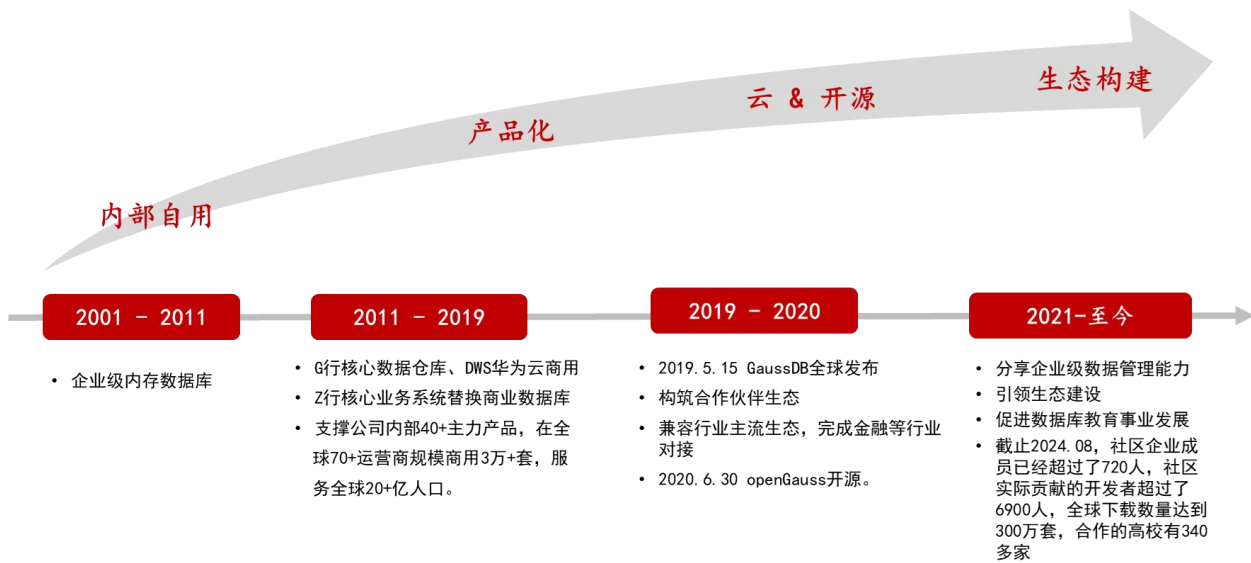 内部自用
产品化
云 & 开源
生态构建
2001 - 2011
• 企业级内存数据库
2011 - 2019
• G行核心数据仓库、DWS华为云商用
• Z行核心业务系统替换商业数据库
• 支撑公司内部40+主力产品，在全
球70+运营商规模商用3万+套，服
务全球20+亿人口。
2019 - 2020
• 2019.5.15 GaussDB全球发布
• 构筑合作伙伴生态
• 兼容行业主流生态，完成金融等行业
对接
• 2020.6.30 openGauss开源。
2021-至今
• 分享企业级数据管理能力
• 引领生态建设
• 促进数据库教育事业发展
• 截止2024.08，社区企业成
员已经超过了720人，社区
实际贡献的开发者超过了
6900人，全球下载数量达到
300万套，合作的高校有340
多家